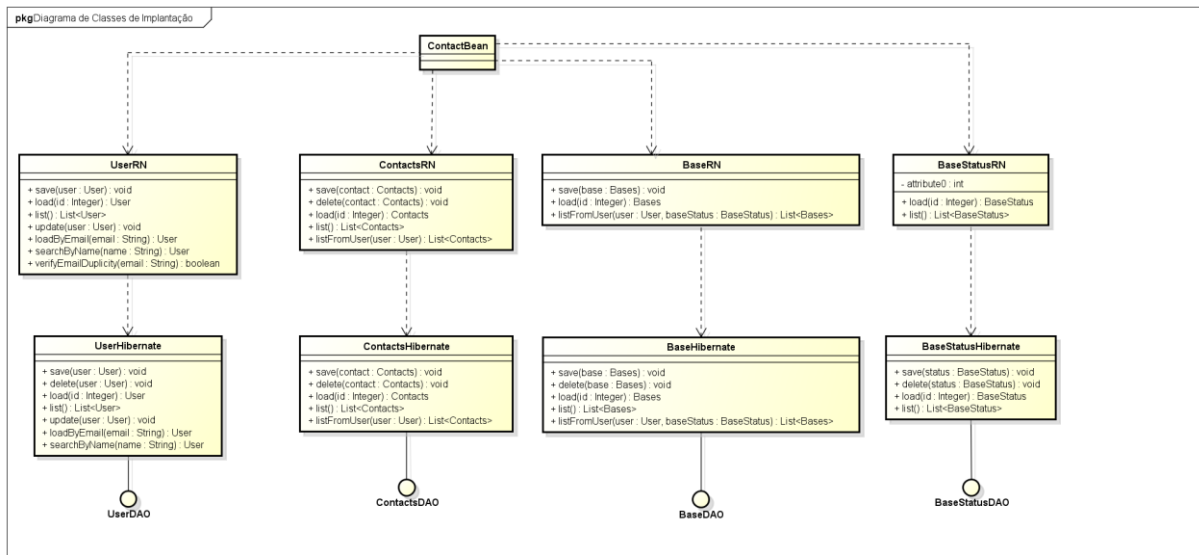 pkg Diagrama de Classes de Implantação
ContactBean
UserRN
+ save(user : User) : void
+ load(id : Integer) : User
+ list() : List<User>
+ update(user : User) : void
+ loadByEmail(email : String) : User
+ searchByName(name : String) : User
+ verifyEmailDuplicity(email : String) : boolean
ContactsRN
+ save(contact : Contacts) : void
+ delete(contact : Contacts) : void
+ load(id : Integer) : Contacts
+ list() : List<Contacts>
+ listFromUser(user : User) : List<Contacts>
BaseRN
+ save(base : Bases) : void
+ load(id : Integer) : Bases
+ listFromUser(user : User, baseStatus : BaseStatus) : List<Bases>
BaseStatusRN
- attribute0 : int
+ load(id : Integer) : BaseStatus
+ list() : List<BaseStatus>
UserHibernate
+ save(user : User) : void
+ delete(user : User) : void
+ load(id : Integer) : User
+ list() : List<User>
+ update(user : User) : void
+ loadByEmail(email : String) : User
+ searchByName(name : String) : User
ContactsHibernate
+ save(contact : Contacts) : void
+ delete(contact : Contacts) : void
+ load(id : Integer) : Contacts
+ list() : List<Contacts>
+ listFromUser(user : User) : List<Contacts>
BaseHibernate
+ save(base : Bases) : void
+ delete(base : Bases) : void
+ load(id : Integer) : Bases
+ list() : List<Bases>
+ listFromUser(user : User, baseStatus : BaseStatus) : List<Bases>
BaseStatusHibernate
+ save(status : BaseStatus) : void
+ delete(status : BaseStatus) : void
+ load(id : Integer) : BaseStatus
+ list() : List<BaseStatus>
UserDAO
ContactsDAO
BaseDAO
BaseStatusDAO